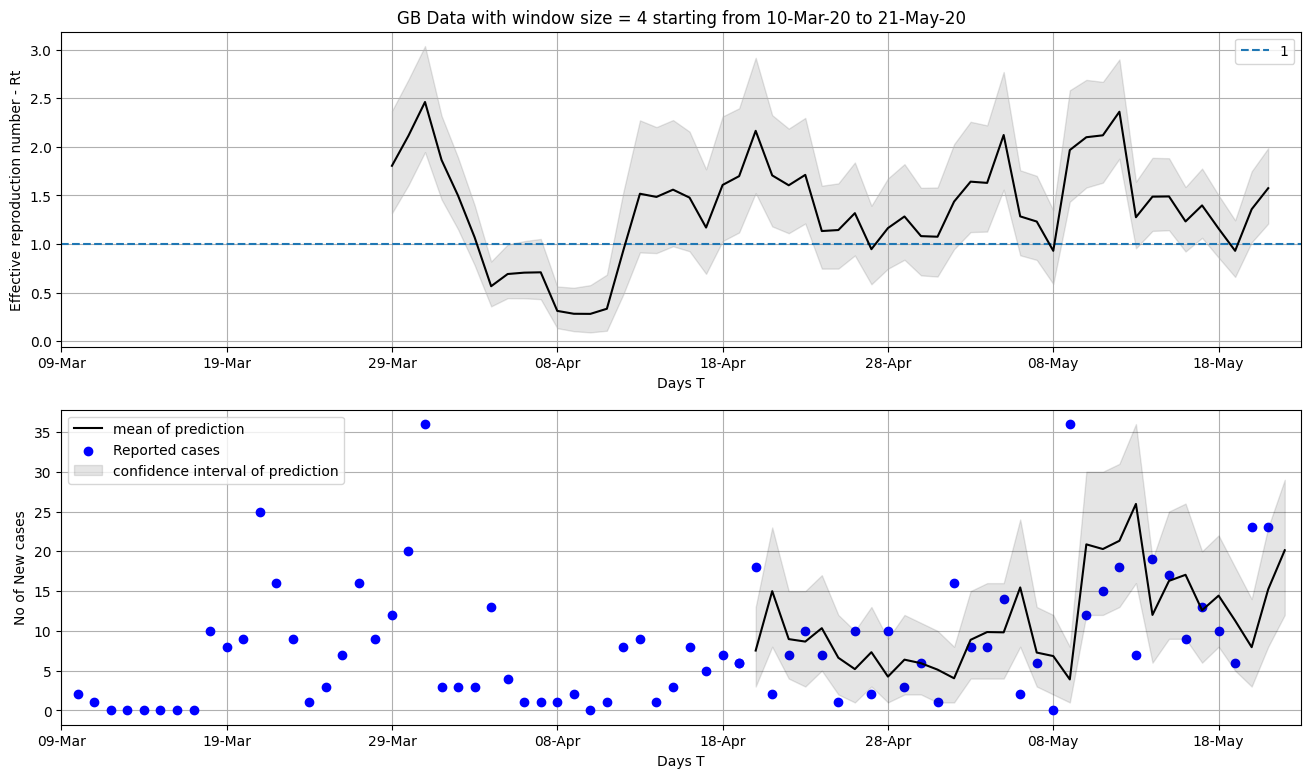 GB Data with window size = 4 starting from 10-Mar-20 to 21-May-20
Effective reproduction number - Rt
3.0
2.5
2.0
1.5
1.0
0.5
0.0
1
09-Mar 19-Mar 29-Mar 08-Apr 18-Apr 28-Apr 08-May 18-May
Days T
No of New cases
35
30
25
20
15
10
5
0
mean of prediction
Reported cases
confidence interval of prediction
09-Mar 19-Mar 29-Mar 08-Apr 18-Apr 28-Apr 08-May 18-May
Days T